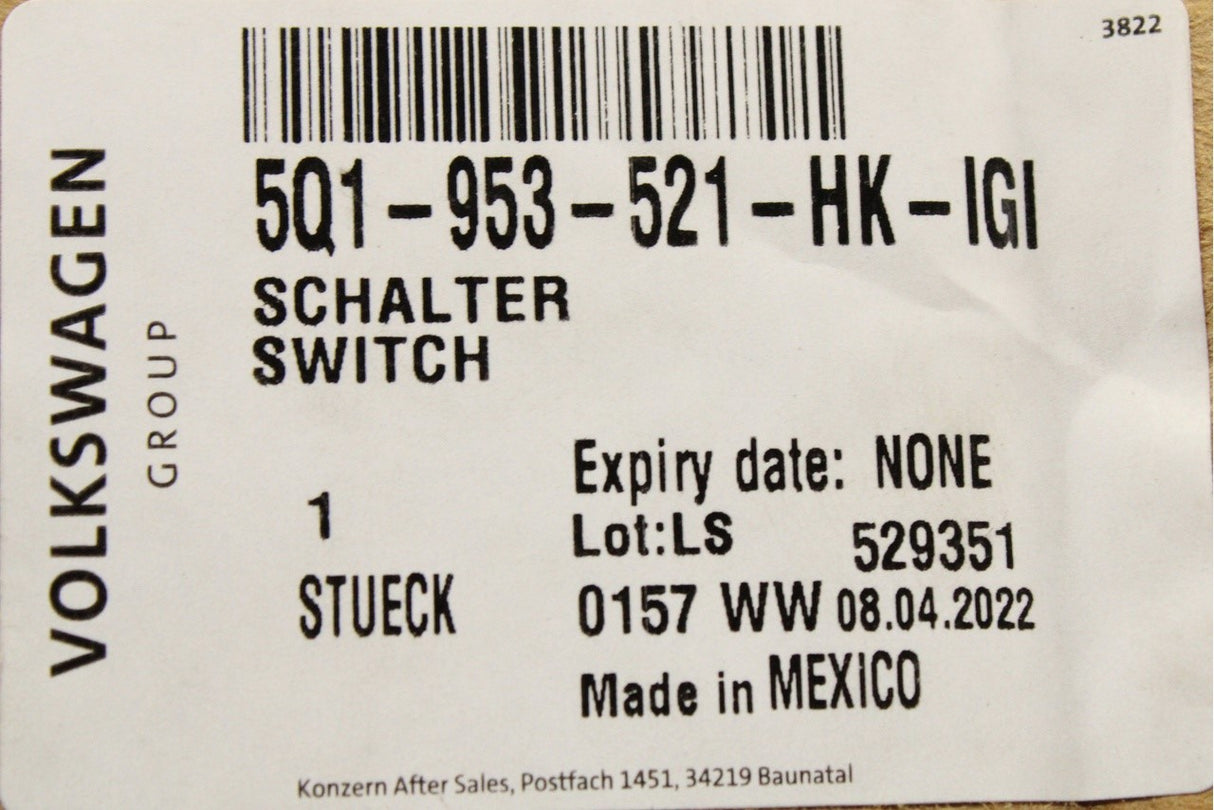 3822
VOLKSWAGEN
GROUP
5Q1-953-521-HK-IGI
SCHALTER
SWITCH
1
STUECK
Expiry date: NONE
Lot:LS 529351
0157 WW 08.04.2022
Made in MEXICO
Konzern After Sales, Postfach 1451, 34219 Baunatal